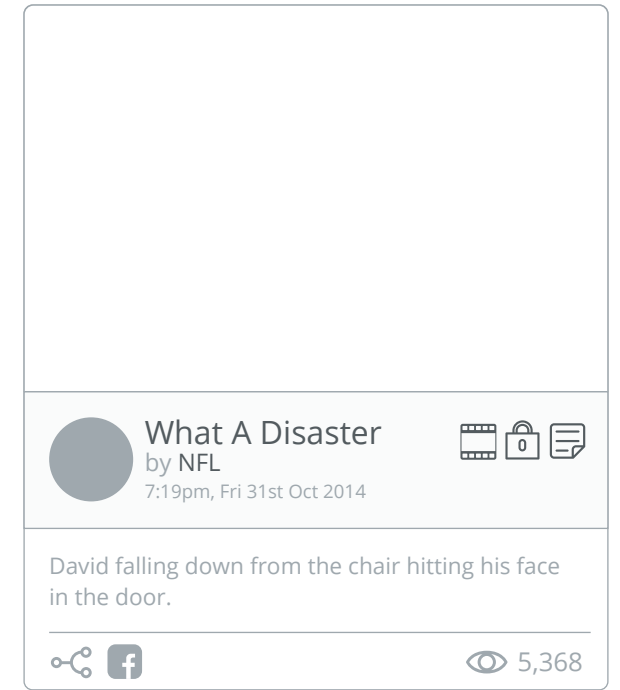 What A Disaster
0
by NFL
7:19pm, Fri 31st Oct 2014
David falling down from the chair hitting his face
in the door.
5,368